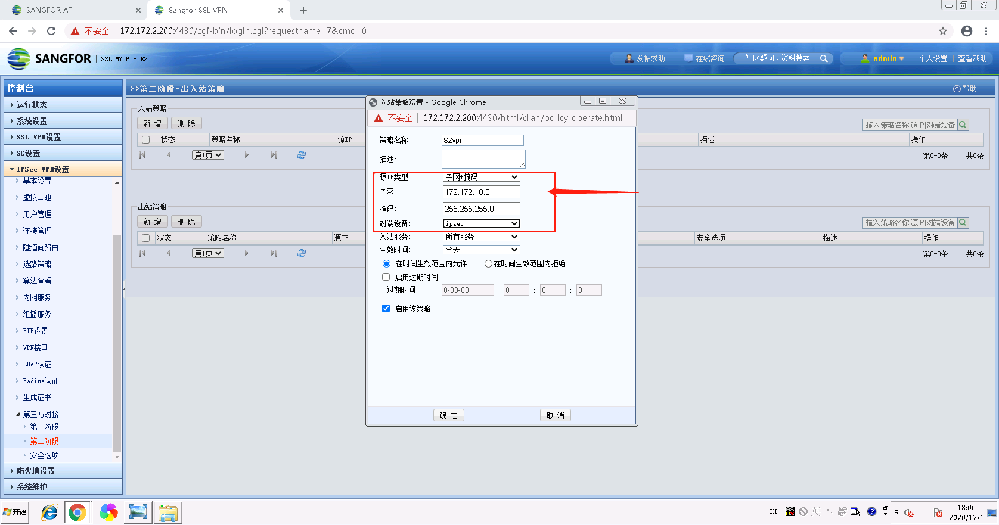 SANGFOR AF
Sangfor SSL VPN
不安全 172.172.2.200:4430/cgi-bin/login.cgi?requestname=7&cmd=0
SANGFOR SSL M7.6.8 R2
发帖求助 在线咨询 社区疑问、资料搜索 admin 个人设置 查看帮助
控制台
运行状态
系统设置
SSL VPN设置
SC设置
IPSec VPN设置
基本设置
虚拟IP池
用户管理
连接管理
隧道间路由
选路策略
算法查看
内网服务
组播服务
RIP设置
VPN接口
LDAP认证
Radius认证
生成证书
第三方对接
第一阶段
第二阶段
安全选项
防火墙设置
系统维护
>>第二阶段-出入站策略 帮助
入站策略
新 增 删 除 输入策略名称|源IP|对端设备
状态 策略名称 源IP 描述 操作
第1页 第0-0条 共0条
出站策略
新 增 删 除 输入策略名称|源IP|对端设备
状态 策略名称 源IP 安全选项 描述 操作
第1页 第0-0条 共0条
入站策略设置 - Google Chrome
不安全 172.172.2.200:4430/html/dlan/policy_operate.html
策略名称: SZvpn
描述:
源IP类型: 子网+掩码
子网: 172.172.10.0
掩码: 255.255.255.0
对端设备: ipsec
入站服务: 所有服务
生效时间: 全天
在时间生效范围内允许 在时间生效范围内拒绝
启用过期时间
过期时间: 0-00-00 0 : 0 : 0
启用该策略
确 定 取 消
开始
CH 英 18:06
2020/12/1